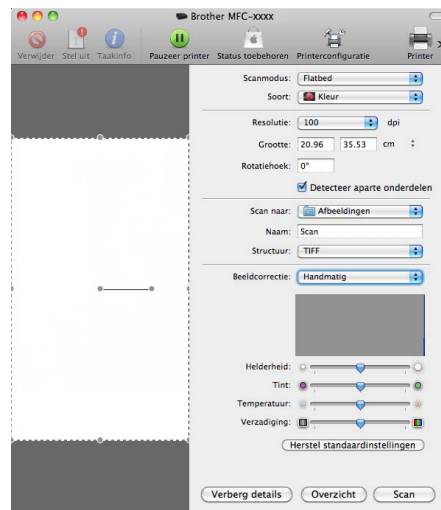 Brother MFC-xxxx
Verwijder Stel uit Taakinfo Pauzeer printer Status toebehoren Printerconfiguratie Printer
Scanmodus: Flatbed
Soort: Kleur
Resolutie: 100 dpi
Grootte: 20.96 35.53 cm
Rotatiehoek: 0°
Detecteer aparte onderdelen
Scan naar: Afbeeldingen
Naam: Scan
Structuur: TIFF
Beeldcorrectie: Handmatig
Helderheid:
Tint:
Temperatuur:
Verzadiging:
Herstel standaardinstellingen
Verberg details Overzicht Scan